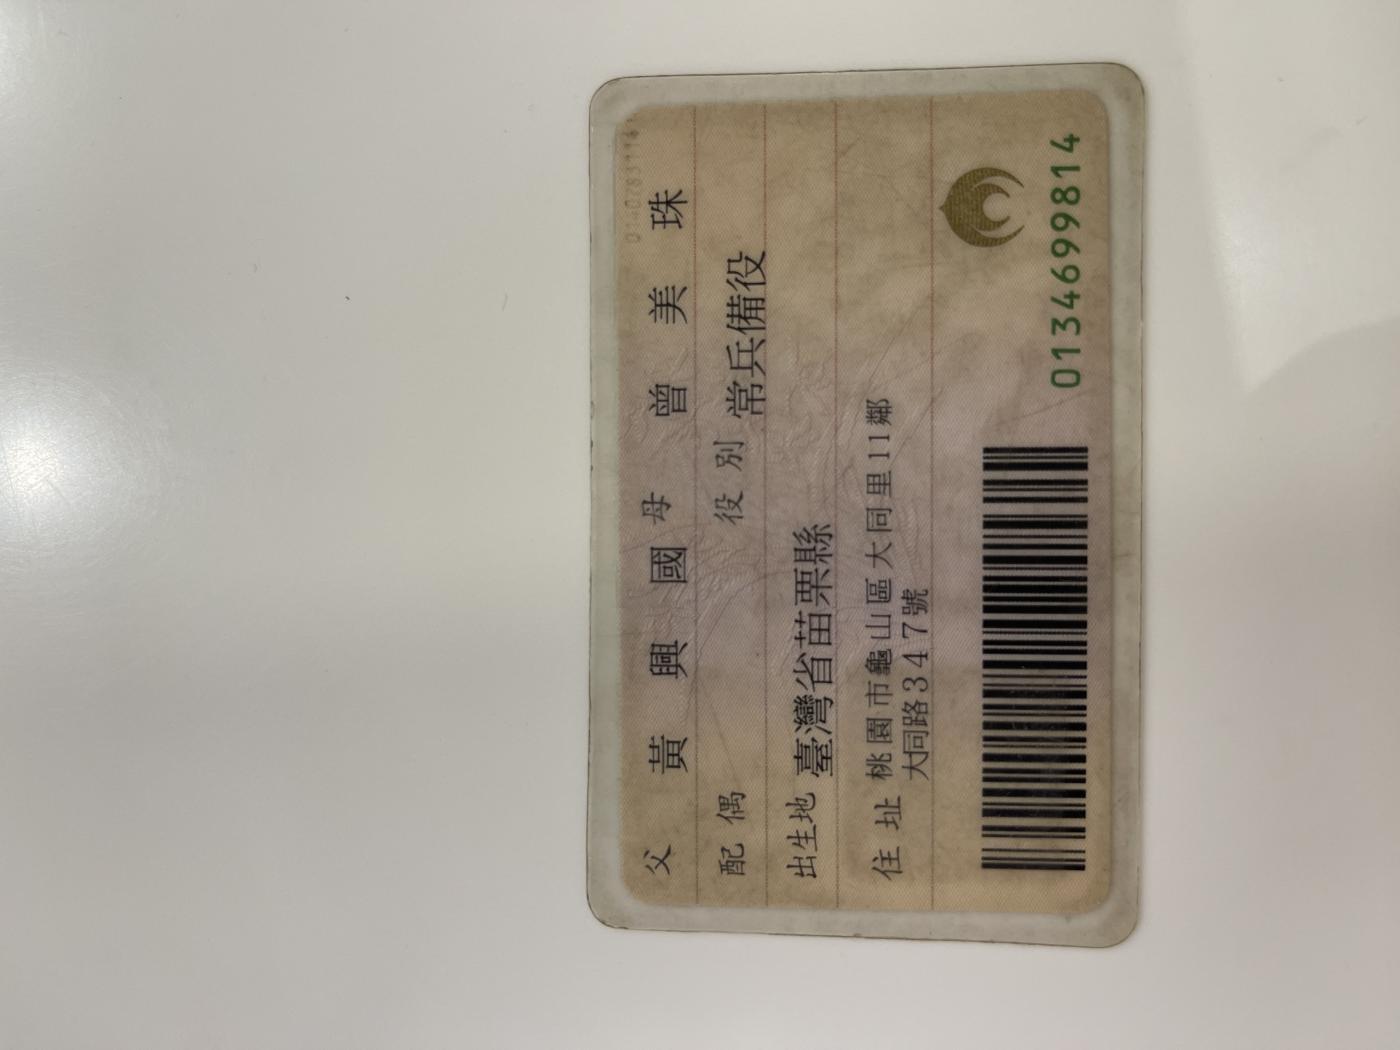 0140783116
父 黃興國 母 曾美珠
配偶 役別 常兵備役
出生地 臺灣省苗栗縣
住址 桃園市龜山區大同里11鄰
大同路347號
0134699814